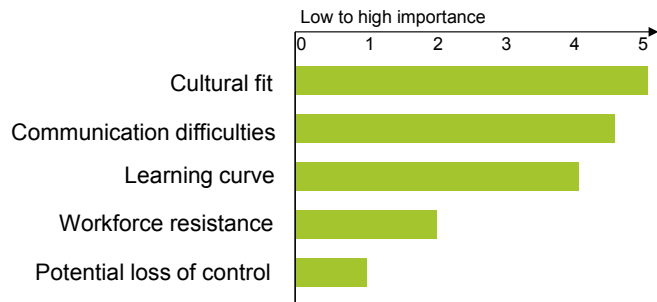 Low to high importance
0 1 2 3 4 5
Cultural fit
Communication difficulties
Learning curve
Workforce resistance
Potential loss of control